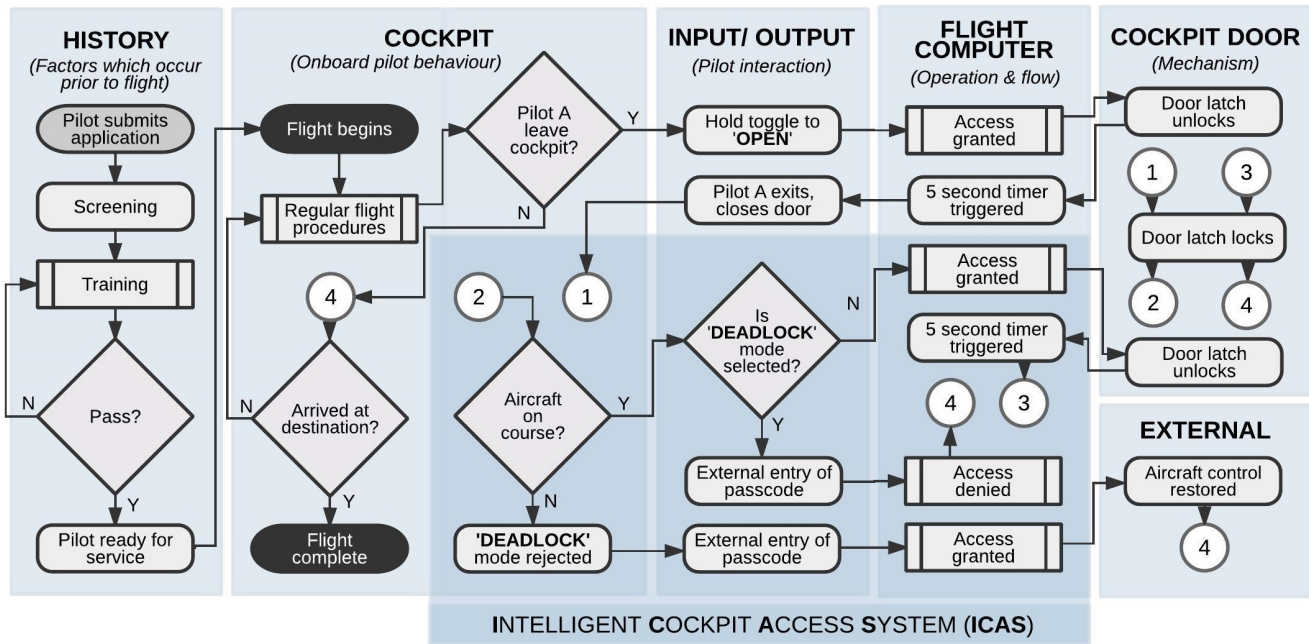 HISTORY
(Factors which occur
prior to flight)
Pilot submits
application
Screening
Training
N
Pass?
Y
Pilot ready for
service
COCKPIT
(Onboard pilot behaviour)
Flight begins
Pilot A
leave
cockpit?
Y
N
Regular flight
procedures
4
2
1
N
Arrived at
destination?
Y
Flight
complete
Aircraft
on
course?
Y
N
'DEADLOCK'
mode rejected
INPUT/ OUTPUT
(Pilot interaction)
Hold toggle to
'OPEN'
Pilot A exits,
closes door
Is
'DEADLOCK'
mode
selected?
N
Y
External entry of
passcode
External entry of
passcode
FLIGHT
COMPUTER
(Operation & flow)
Access
granted
5 second timer
triggered
Access
granted
5 second timer
triggered
4
3
Access
denied
Access
granted
COCKPIT DOOR
(Mechanism)
Door latch
unlocks
1
3
Door latch locks
2
4
Door latch
unlocks
EXTERNAL
Aircraft control
restored
4
INTELLIGENT COCKPIT ACCESS SYSTEM (ICAS)